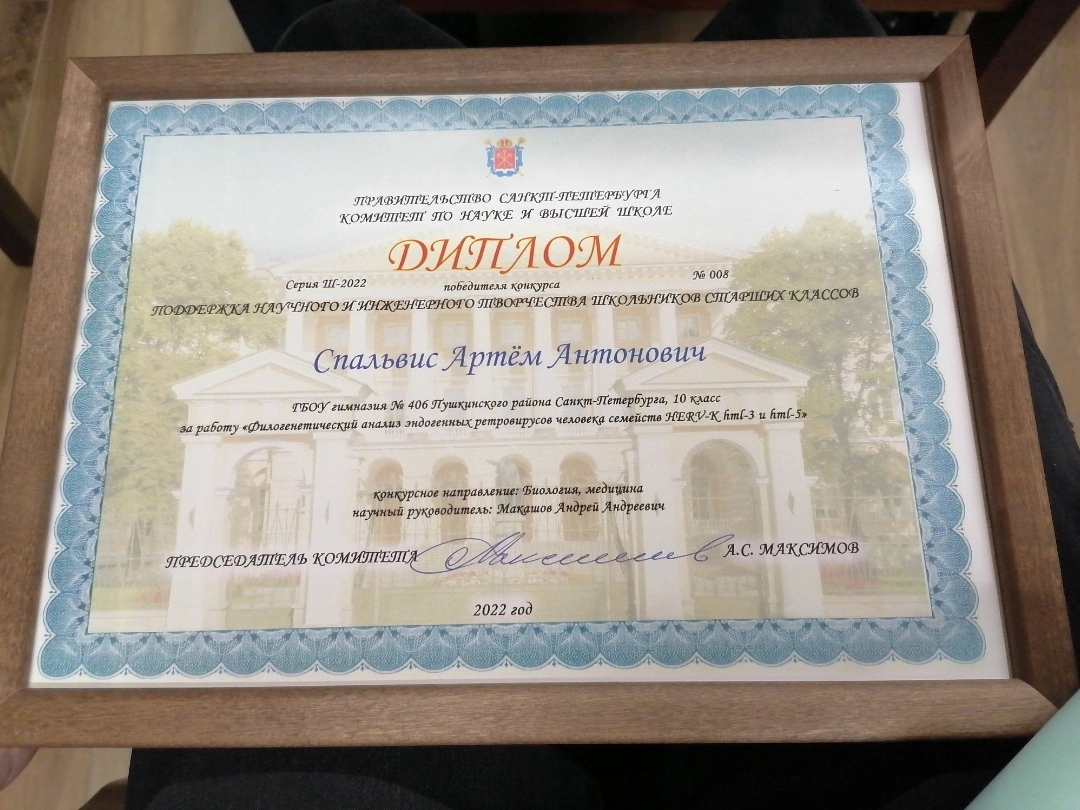 ПРАВИТЕЛЬСТВО САНКТ-ПЕТЕРБУРГА
КОМИТЕТ ПО НАУКЕ И ВЫСШЕЙ ШКОЛЕ
ДИПЛОМ
Серия Ш-2022 победителя конкурса № 008
ПОДДЕРЖКА НАУЧНОГО И ИНЖЕНЕРНОГО ТВОРЧЕСТВА ШКОЛЬНИКОВ СТАРШИХ КЛАССОВ
Спальвис Артём Антонович
ГБОУ гимназия № 406 Пушкинского района Санкт-Петербурга, 10 класс
за работу «Филогенетический анализ эндогенных ретровирусов человека семейств HERV-K hml-3 и hml-5»
конкурсное направление: Биология, медицина
научный руководитель: Макашов Андрей Андреевич
ПРЕДСЕДАТЕЛЬ КОМИТЕТА А.С. МАКСИМОВ
2022 год